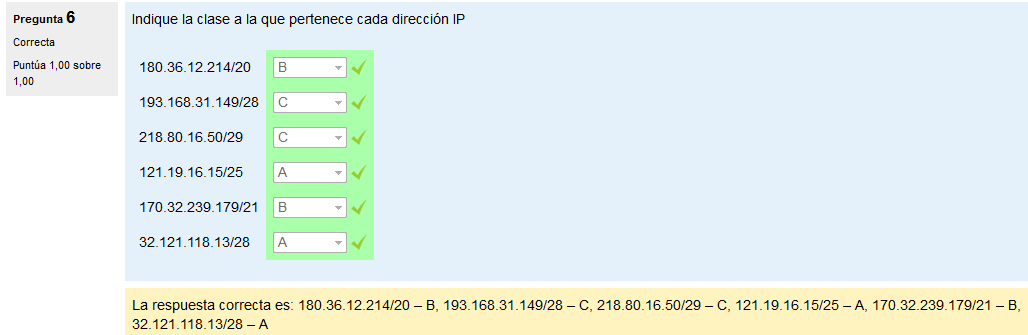 Pregunta 6
Correcta
Puntúa 1,00 sobre
1,00
Indique la clase a la que pertenece cada dirección IP
180.36.12.214/20 B
193.168.31.149/28 C
218.80.16.50/29 C
121.19.16.15/25 A
170.32.239.179/21 B
32.121.118.13/28 A
La respuesta correcta es: 180.36.12.214/20 – B, 193.168.31.149/28 – C, 218.80.16.50/29 – C, 121.19.16.15/25 – A, 170.32.239.179/21 – B,
32.121.118.13/28 – A